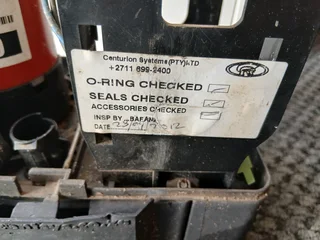 Centurion Systems (PTY) LTD
+2711 699-2400
O-RING CHECKED
SEALS CHECKED
ACCESSORIES CHECKED
INSP BY
DATE